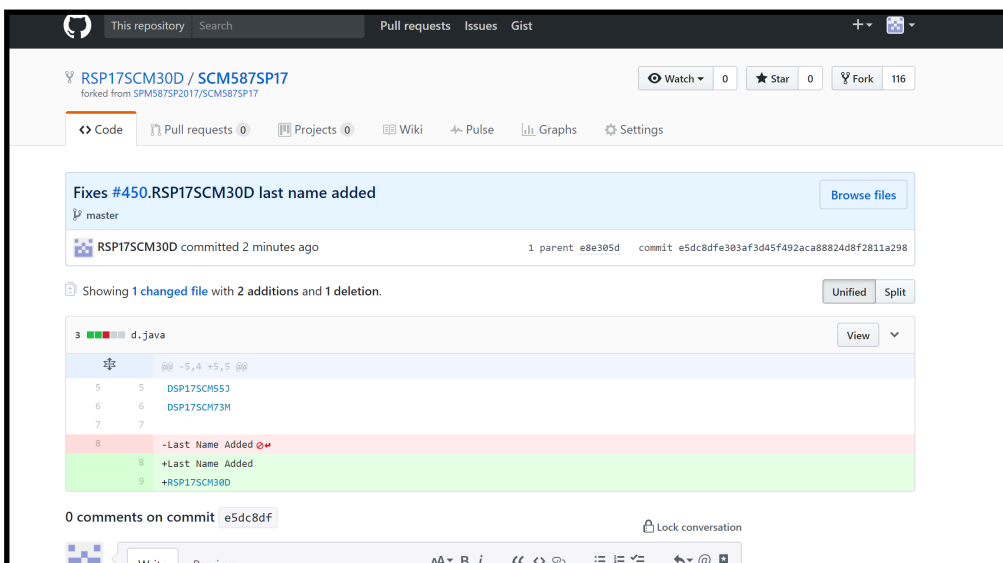 This repository Search Pull requests Issues Gist
RSP17SCM30D / SCM587SP17 Watch 0 Star 0 Fork 116
forked from SPM587SP2017/SCM587SP17
Code Pull requests 0 Projects 0 Wiki Pulse Graphs Settings
Fixes #450.RSP17SCM30D last name added Browse files
master
RSP17SCM30D committed 2 minutes ago 1 parent e8e305d commit e5dc8dfe303af3d45f492aca88824d8f2811a298
Showing 1 changed file with 2 additions and 1 deletion. Unified Split
3 d.java View
@@ -5,4 +5,5 @@
5 5 DSP17SCM55J
6 6 DSP17SCM73M
7 7
8 -Last Name Added
8 +Last Name Added
9 +RSP17SCM30D
0 comments on commit e5dc8df Lock conversation